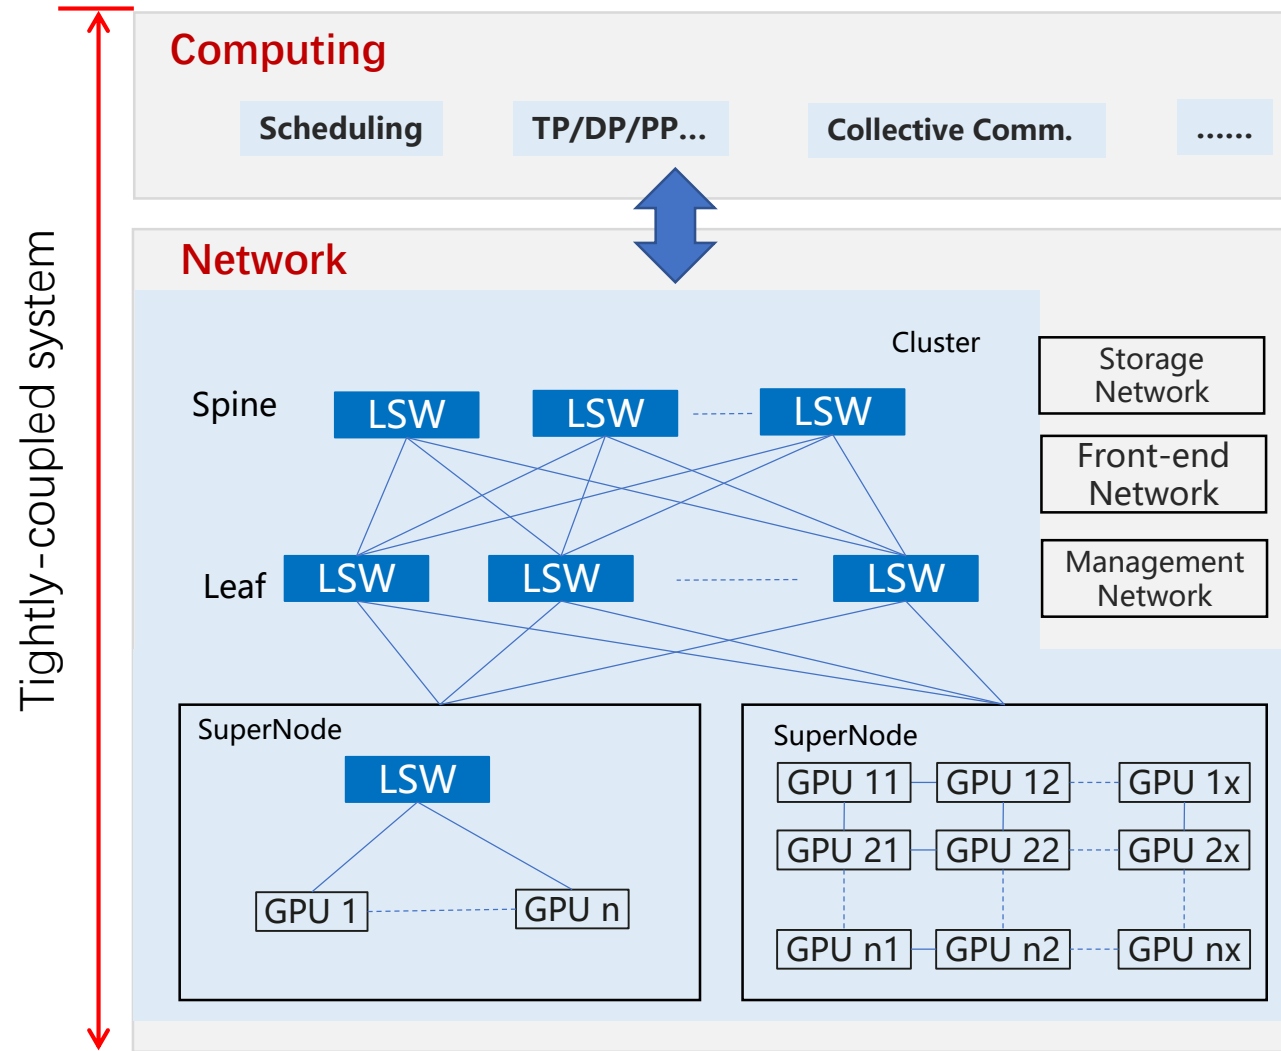 Tightly-coupled system
Computing
Scheduling
TP/DP/PP...
Collective Comm.
......
Network
Cluster
Spine
LSW
LSW
LSW
Storage
Network
Front-end
Network
Management
Network
Leaf
LSW
LSW
LSW
SuperNode
LSW
GPU 1
GPU n
SuperNode
GPU 11
GPU 12
GPU 1x
GPU 21
GPU 22
GPU 2x
GPU n1
GPU n2
GPU nx